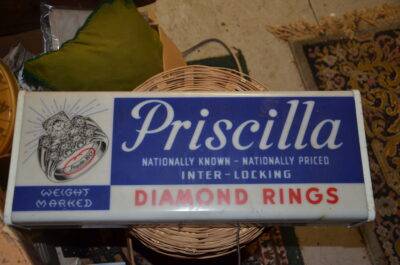 Priscilla
NATIONALLY KNOWN - NATIONALLY PRICED
INTER-LOCKING
WEIGHT
MARKED
DIAMOND RINGS